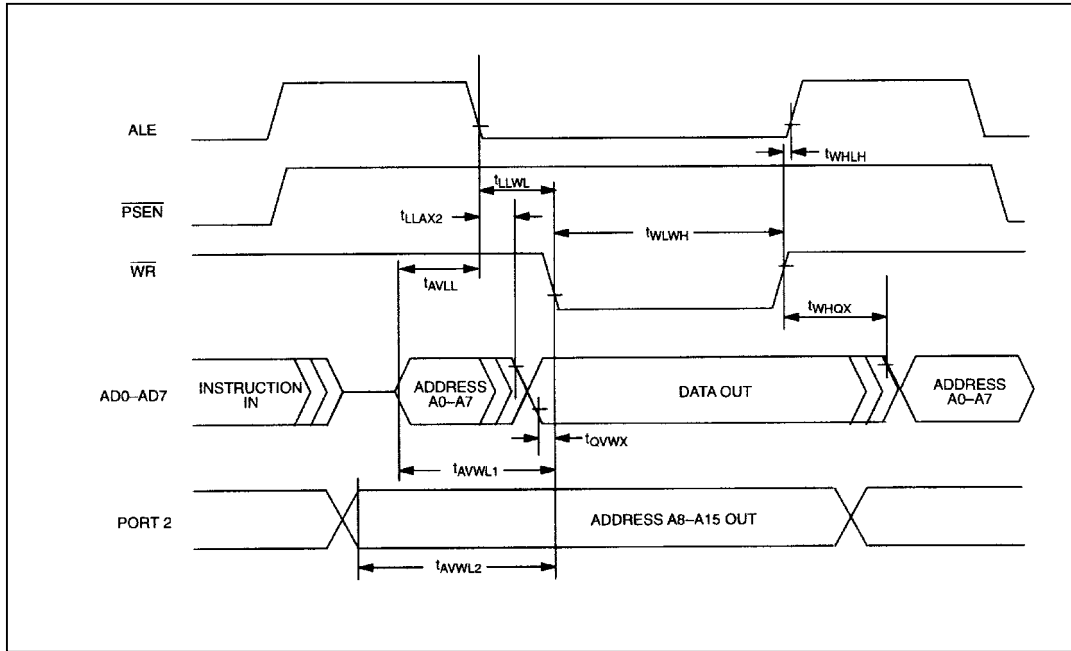 ALE
tWHLH
tLLWL
PSEN
tLLAX2
tWLWH
WR
tAVLL
tWHQX
AD0–AD7
INSTRUCTION
IN
ADDRESS
A0–A7
DATA OUT
ADDRESS
A0–A7
tQVWX
tAVWL1
PORT 2
ADDRESS A8–A15 OUT
tAVWL2